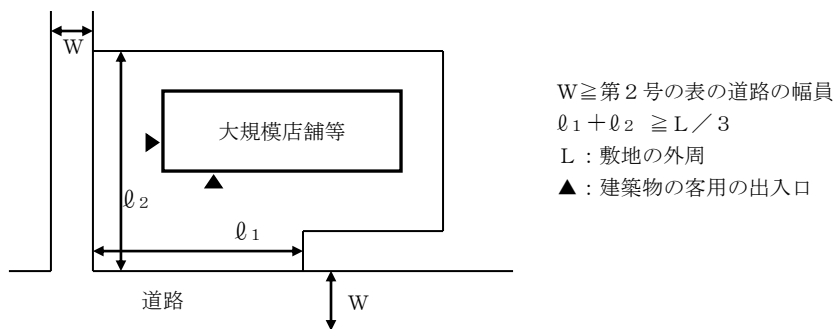 W
大規模店舗等
ℓ2
ℓ1
道路
W
W≧第2号の表の道路の幅員
ℓ1+ℓ2 ≧L/3
L:敷地の外周
▲:建築物の客用の出入口